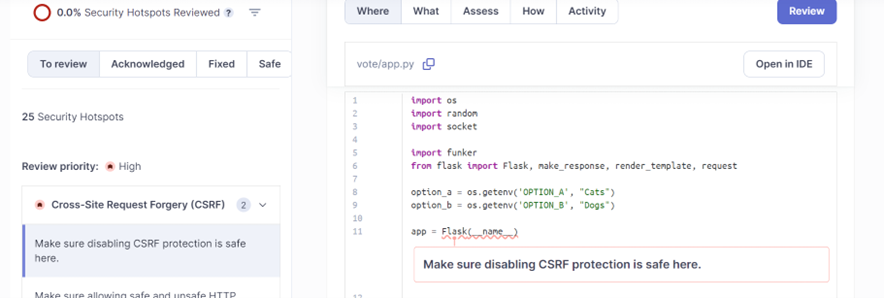 0.0% Security Hotspots Reviewed ?
To review Acknowledged Fixed Safe
25 Security Hotspots
Review priority: High
Cross-Site Request Forgery (CSRF) 2
Make sure disabling CSRF protection is safe
here.
Make sure allowing safe and unsafe HTTP
Where What Assess How Activity
Review
vote/app.py
Open in IDE
1 import os
2 import random
3 import socket
4
5 import funker
6 from flask import Flask, make_response, render_template, request
7
8 option_a = os.getenv('OPTION_A', "Cats")
9 option_b = os.getenv('OPTION_B', "Dogs")
10
11 app = Flask(__name__)
Make sure disabling CSRF protection is safe here.
12